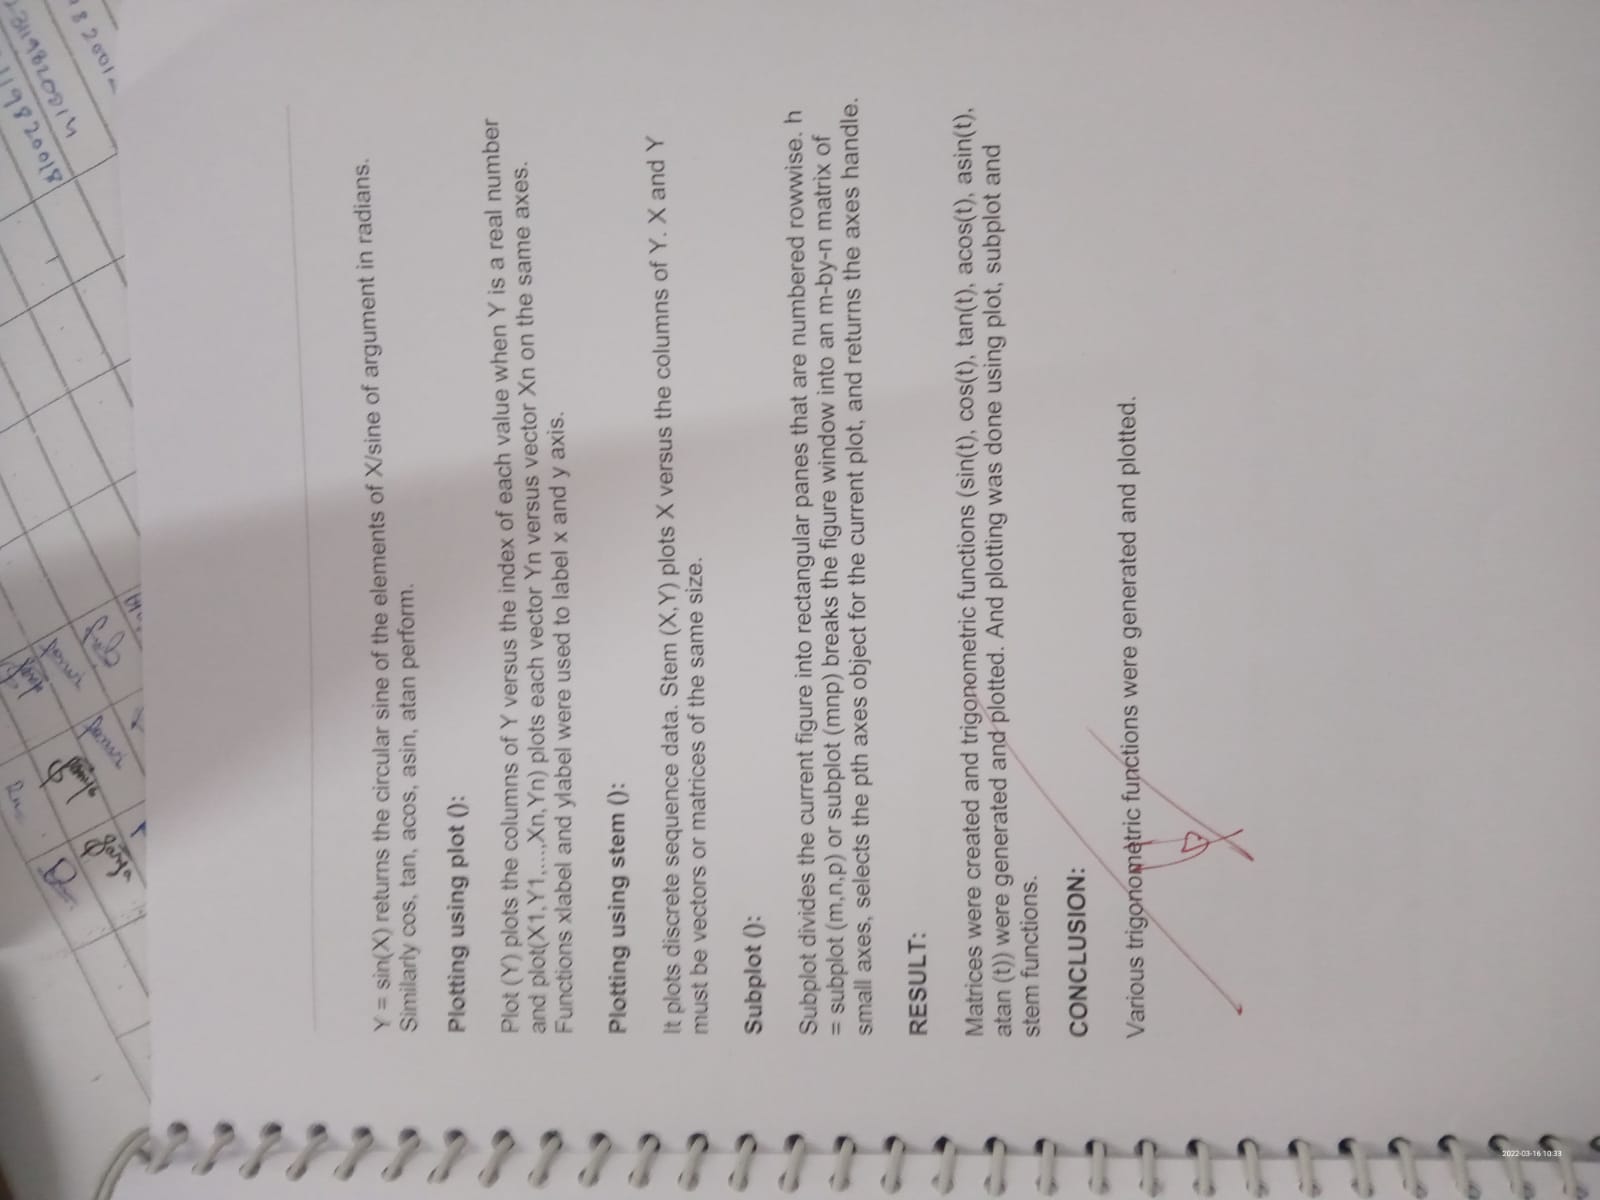 Y = sin(X) returns the circular sine of the elements of X/sine of argument in radians.
Similarly cos, tan, acos, asin, atan perform.
Plotting using plot ():
Plot (Y) plots the columns of Y versus the index of each value when Y is a real number
and plot(X1,Y1,...,Xn,Yn) plots each vector Yn versus vector Xn on the same axes.
Functions xlabel and ylabel were used to label x and y axis.
Plotting using stem ():
It plots discrete sequence data. Stem (X,Y) plots X versus the columns of Y. X and Y
must be vectors or matrices of the same size.
Subplot ():
Subplot divides the current figure into rectangular panes that are numbered rowwise. h
= subplot (m,n,p) or subplot (mnp) breaks the figure window into an m-by-n matrix of
small axes, selects the pth axes object for the current plot, and returns the axes handle.
RESULT:
Matrices were created and trigonometric functions (sin(t), cos(t), tan(t), acos(t), asin(t),
atan (t)) were generated and plotted. And plotting was done using plot, subplot and
stem functions.
CONCLUSION:
Various trigonometric functions were generated and plotted.
2022-03-16 10:33